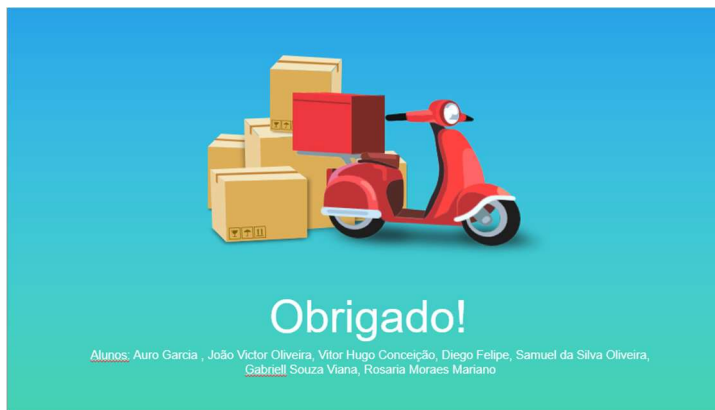 Obrigado!
Alunos: Auro Garcia , João Victor Oliveira, Vitor Hugo Conceição, Diego Felipe, Samuel da Silva Oliveira,
Gabriell Souza Viana, Rosaria Moraes Mariano